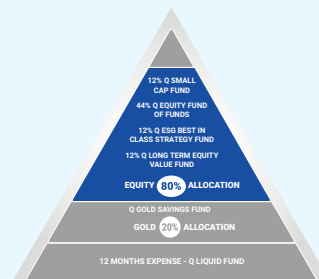 12% Q SMALL
CAP FUND
44% Q EQUITY FUND
OF FUNDS
12% Q ESG BEST IN
CLASS STRATEGY FUND
12% Q LONG TERM EQUITY
VALUE FUND
EQUITY 80% ALLOCATION
Q GOLD SAVINGS FUND
GOLD 20% ALLOCATION
12 MONTHS EXPENSE - Q LIQUID FUND